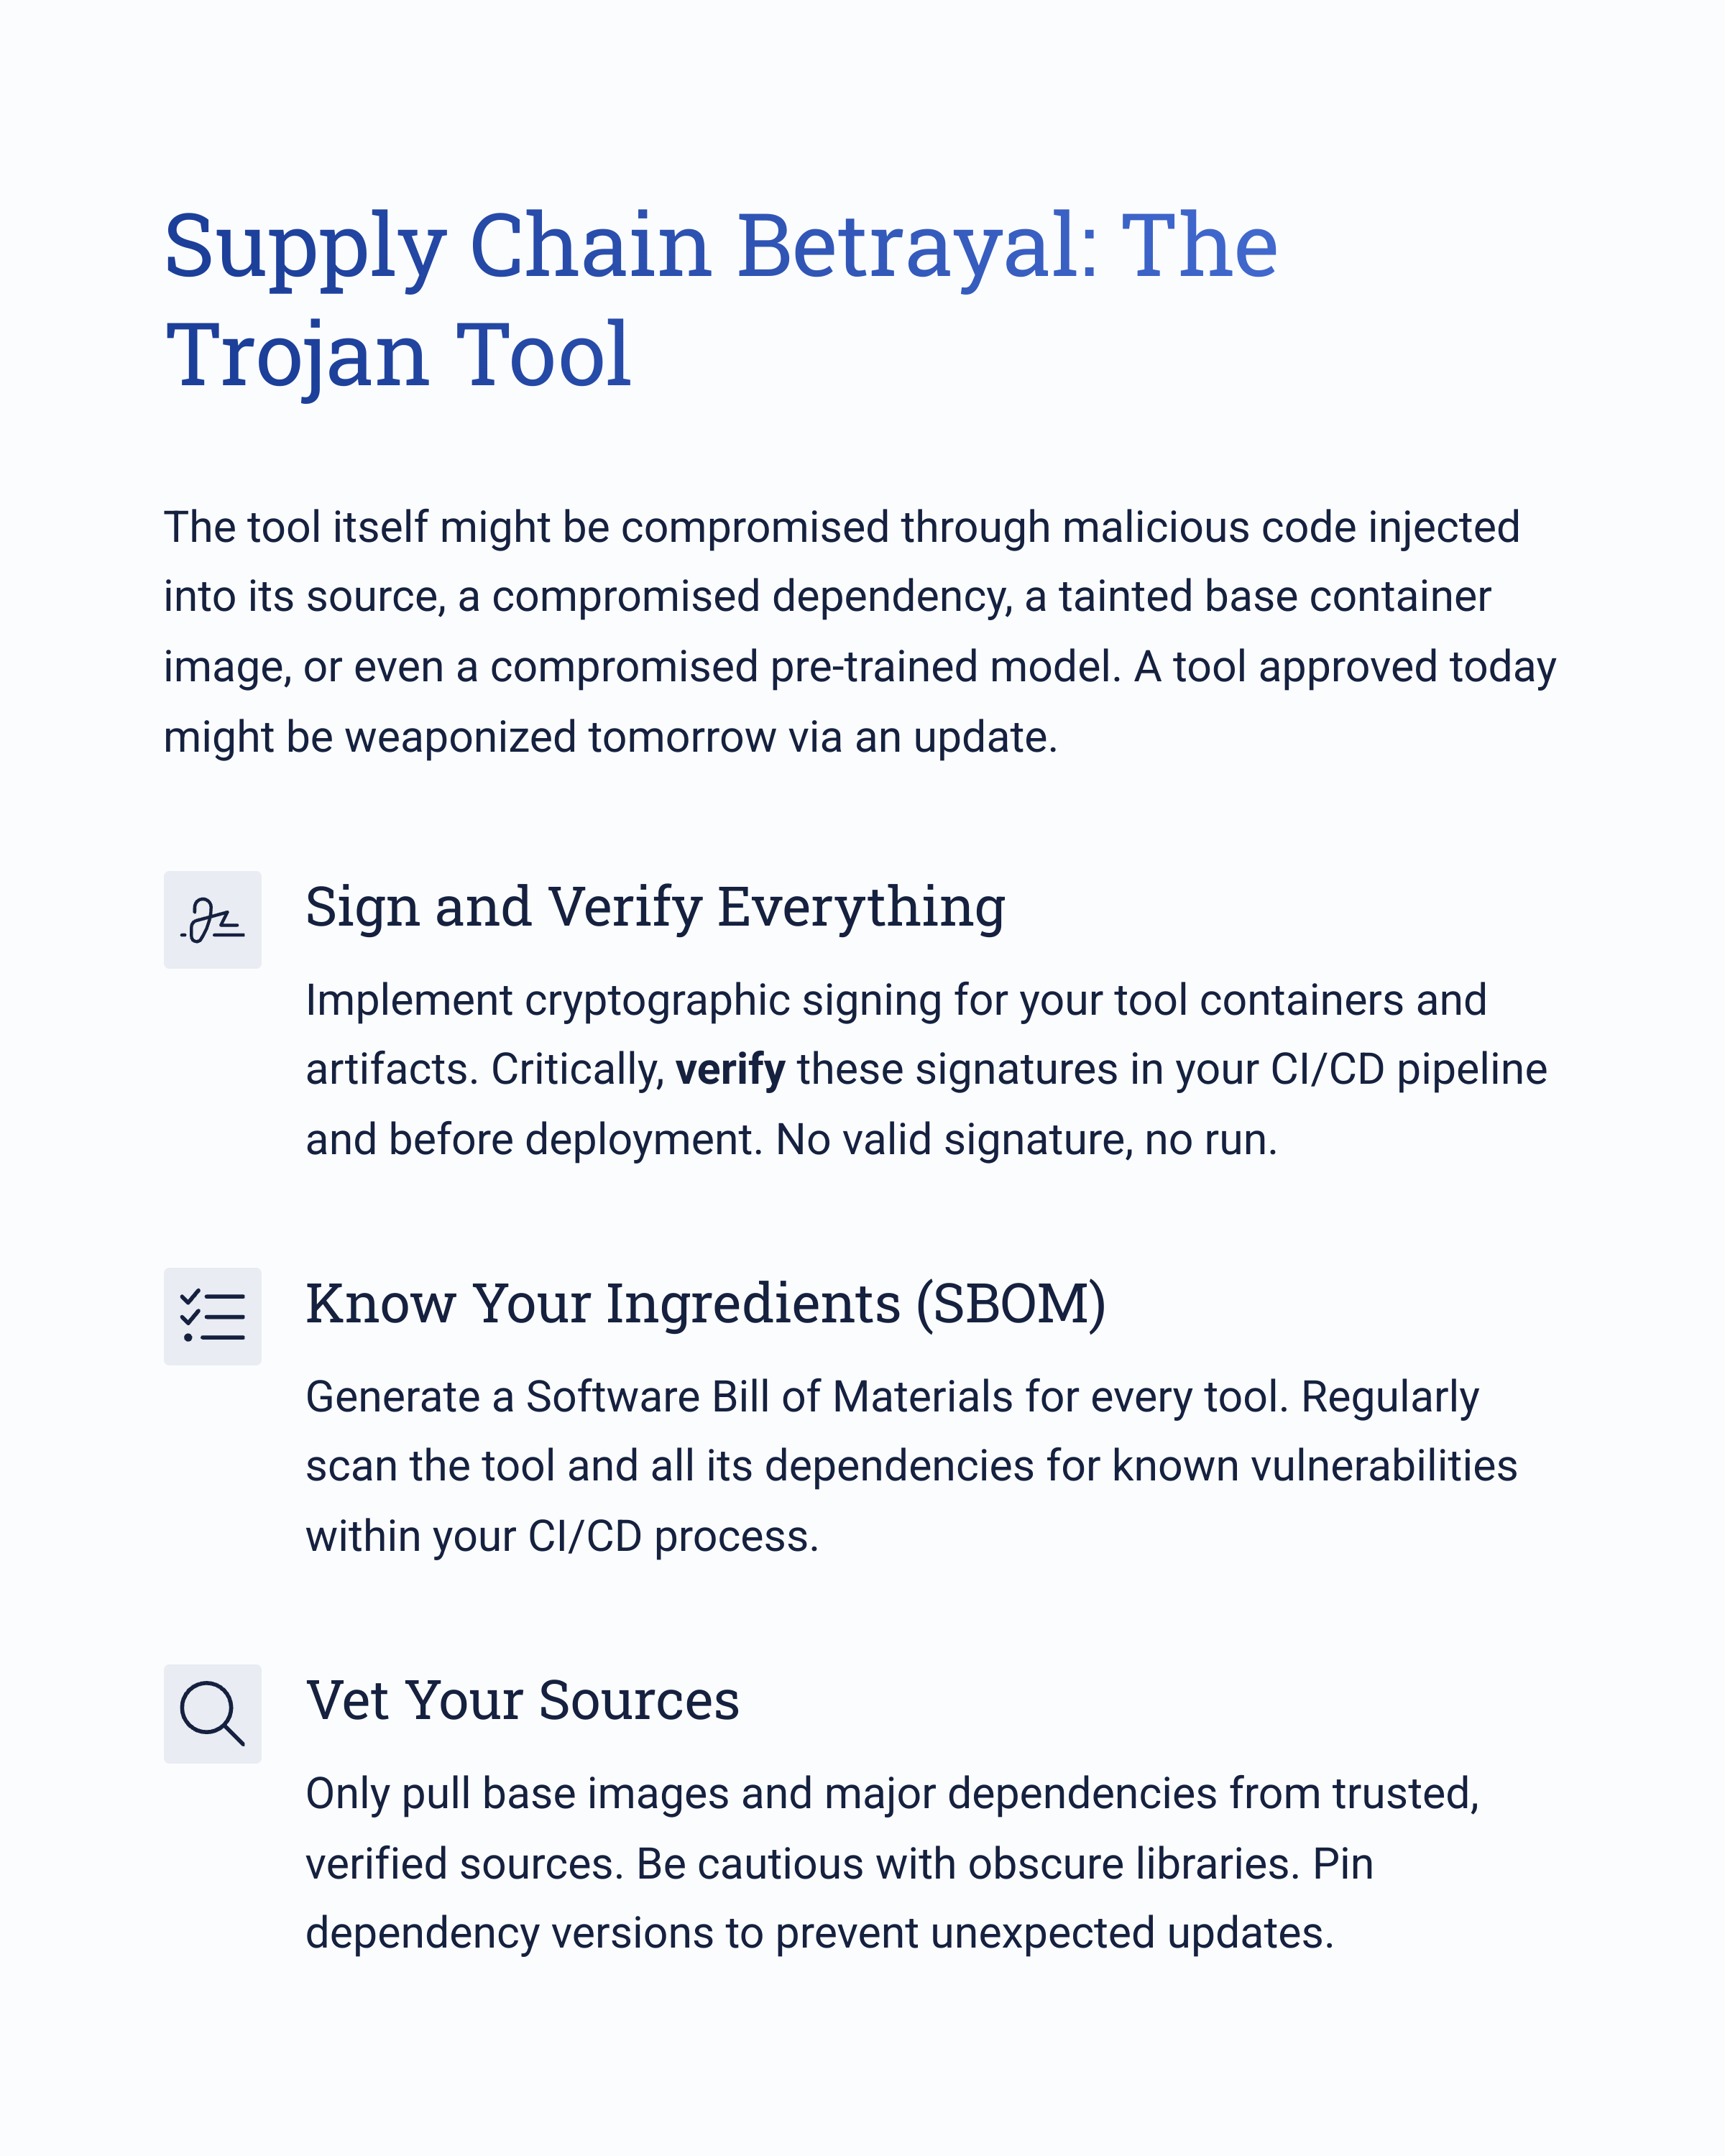 Supply Chain Betrayal: The
Trojan Tool
The tool itself might be compromised through malicious code injected
into its source, a compromised dependency, a tainted base container
image, or even a compromised pre-trained model. A tool approved today
might be weaponized tomorrow via an update.
Sign and Verify Everything
Implement cryptographic signing for your tool containers and
artifacts. Critically, verify these signatures in your CI/CD pipeline
and before deployment. No valid signature, no run.
Know Your Ingredients (SBOM)
Generate a Software Bill of Materials for every tool. Regularly
scan the tool and all its dependencies for known vulnerabilities
within your CI/CD process.
Vet Your Sources
Only pull base images and major dependencies from trusted,
verified sources. Be cautious with obscure libraries. Pin
dependency versions to prevent unexpected updates.